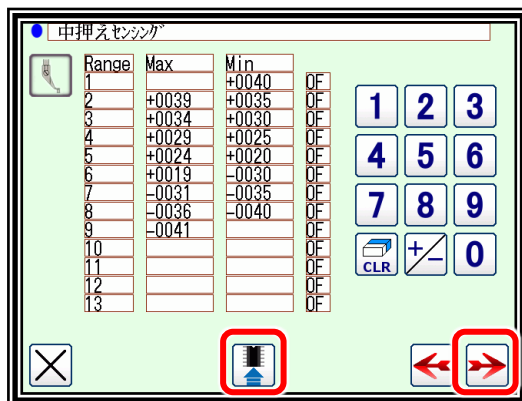 中押えセンシング
Range Max Min
1 +0040 OF
2 +0039 +0035 OF
3 +0034 +0030 OF
4 +0029 +0025 OF
5 +0024 +0020 OF
6 +0019 -0030 OF
7 -0031 -0035 OF
8 -0036 -0040 OF
9 -0041 OF
10 OF
11 OF
12 OF
13 OF
1 2 3
4 5 6
7 8 9
CLR +/- 0